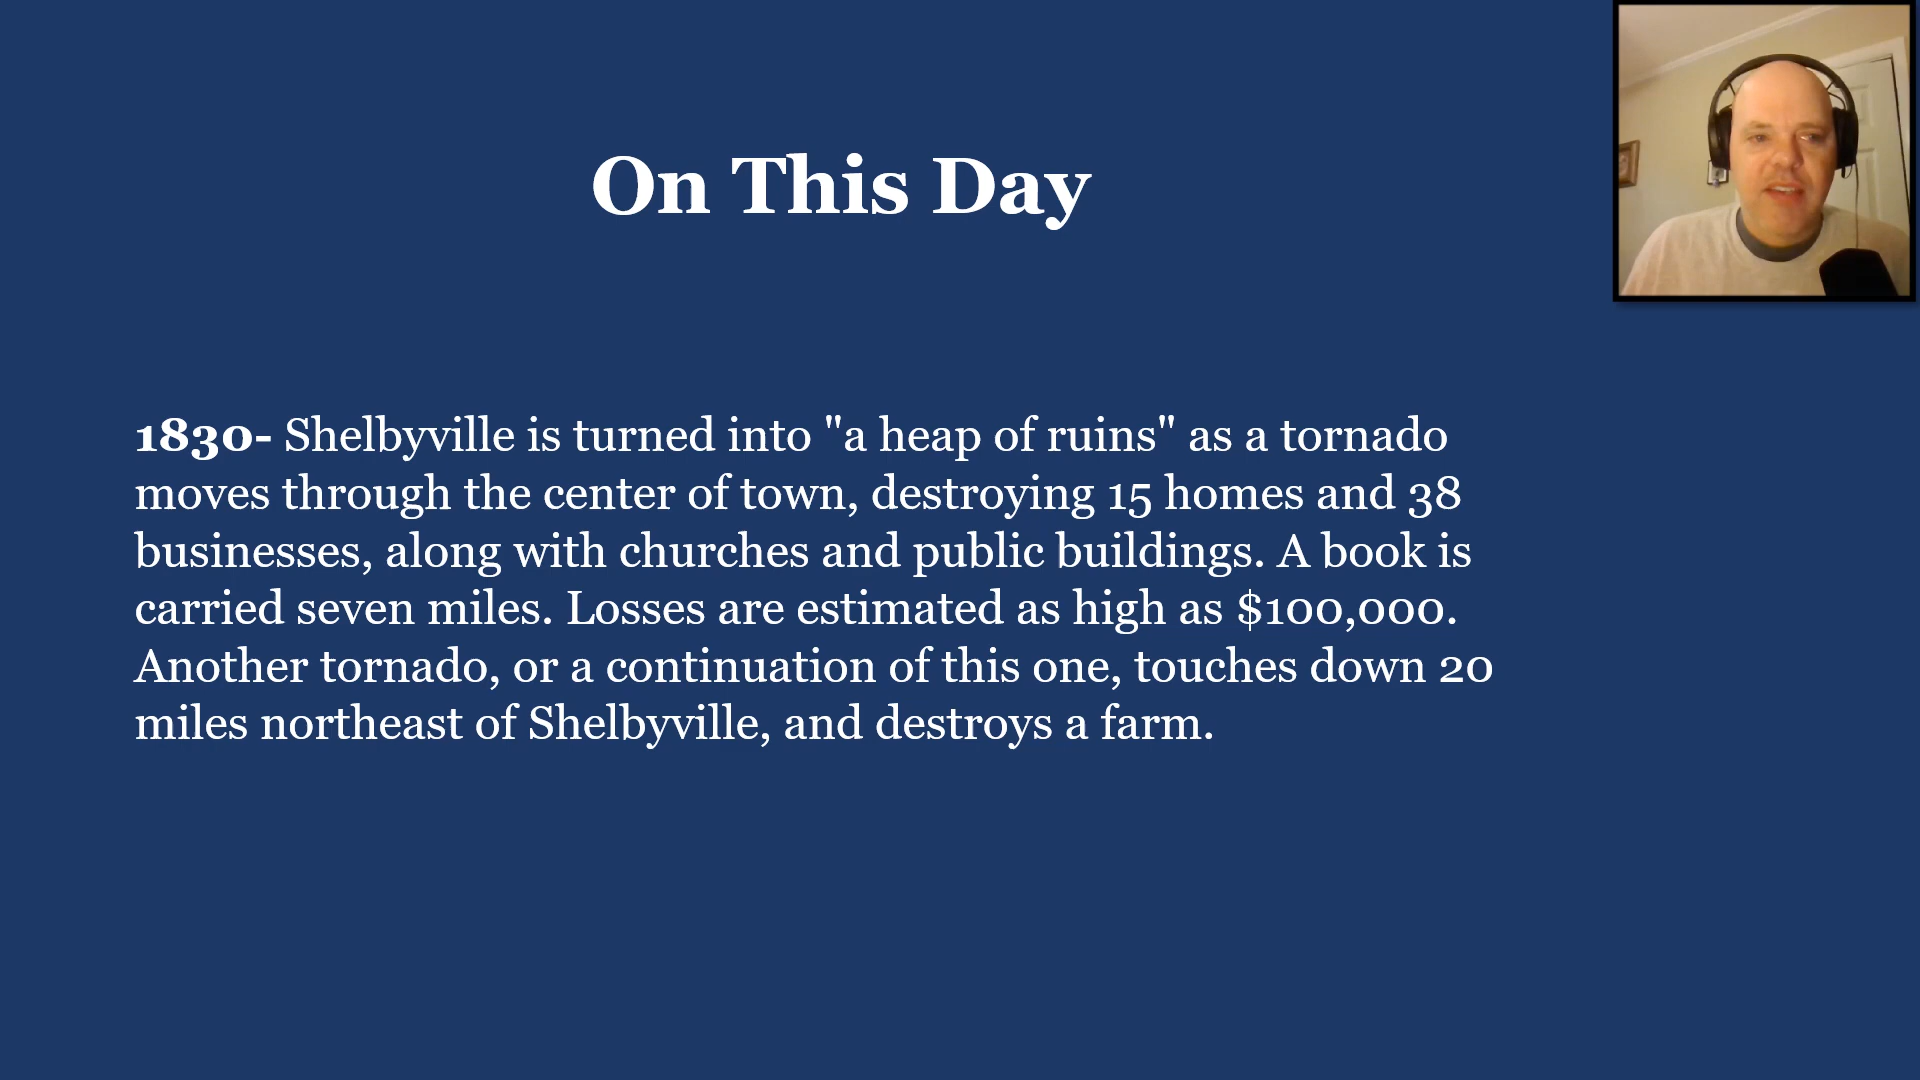 On This Day
1830- Shelbyville is turned into "a heap of ruins" as a tornado
moves through the center of town, destroying 15 homes and 38
businesses, along with churches and public buildings. A book is
carried seven miles. Losses are estimated as high as $100,000.
Another tornado, or a continuation of this one, touches down 20
miles northeast of Shelbyville, and destroys a farm.